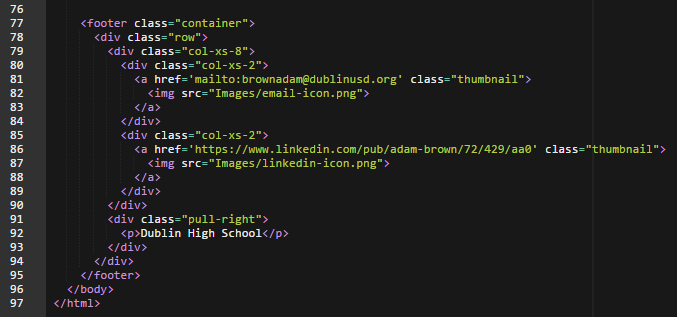 76
77 <footer class="container">
78 <div class="row">
79 <div class="col-xs-8">
80 <div class="col-xs-2">
81 <a href='mailto:brownadam@dublinusd.org' class="thumbnail">
82 <img src="Images/email-icon.png">
83 </a>
84 </div>
85 <div class="col-xs-2">
86 <a href='https://www.linkedin.com/pub/adam-brown/72/429/aa0' class="thumbnail">
87 <img src="Images/linkedin-icon.png">
88 </a>
89 </div>
90 </div>
91 <div class="pull-right">
92 <p>Dublin High School</p>
93 </div>
94 </div>
95 </footer>
96 </body>
97 </html>